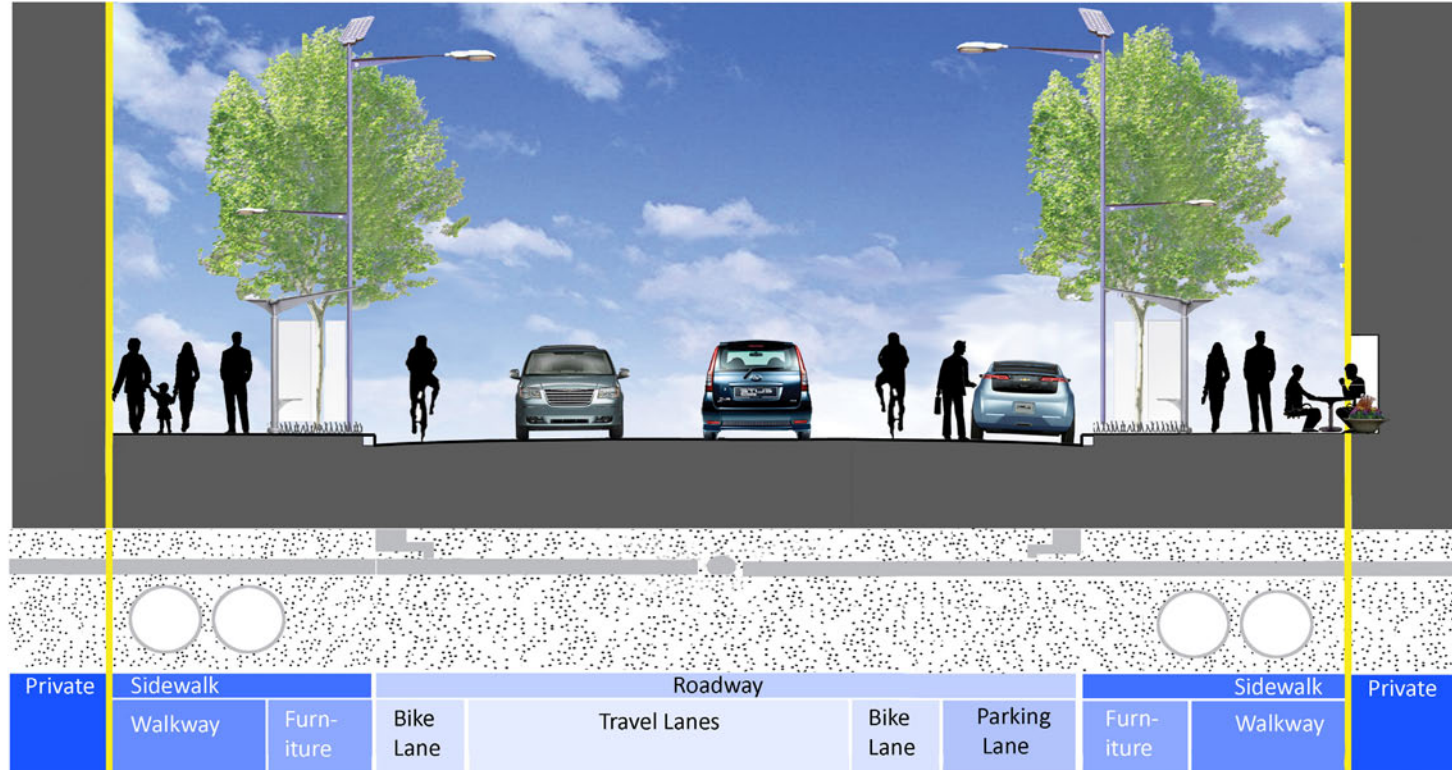 Private
Sidewalk
Roadway
Sidewalk
Private
Walkway
Furn-
iture
Bike
Lane
Travel Lanes
Bike
Lane
Parking
Lane
Furn-
iture
Walkway